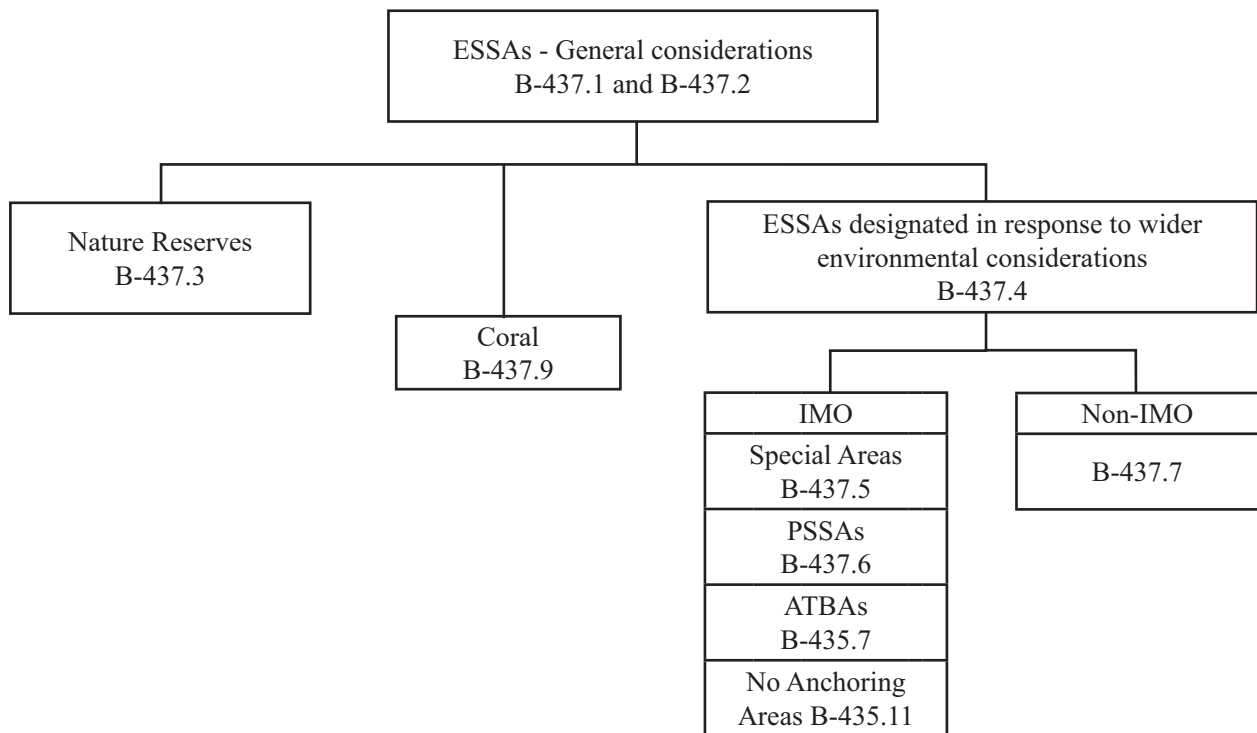 ESSAs - General considerations
B-437.1 and B-437.2
Nature Reserves
B-437.3
Coral
B-437.9
ESSAs designated in response to wider
environmental considerations
B-437.4
IMO
Special Areas
B-437.5
PSSAs
B-437.6
ATBAs
B-435.7
No Anchoring
Areas B-435.11
Non-IMO
B-437.7